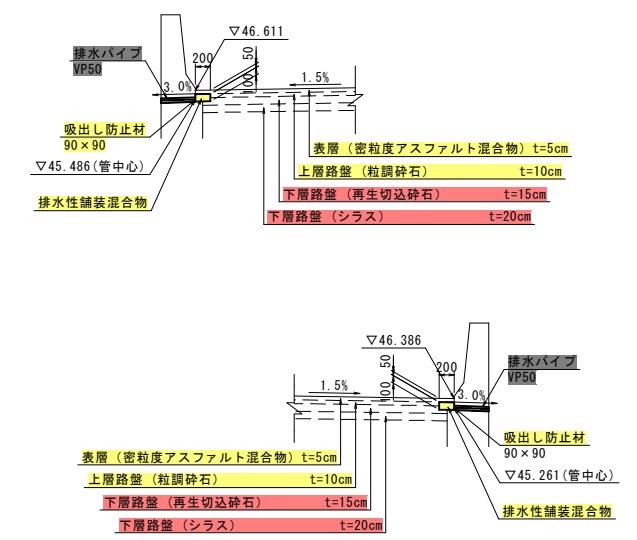 ▽46.611
排水パイプ
VP50
200
50
100
3.0%
1.5%
吸出し防止材
90×90
▽45.486(管中心)
排水性舗装混合物
表層（密粒度アスファルト混合物）t=5cm
上層路盤（粒調砕石） t=10cm
下層路盤（再生切込砕石） t=15cm
下層路盤（シラス） t=20cm
▽46.386
50
200
排水パイプ
VP50
1.5%
100
3.0%
吸出し防止材
90×90
▽45.261(管中心)
排水性舗装混合物
表層（密粒度アスファルト混合物）t=5cm
上層路盤（粒調砕石） t=10cm
下層路盤（再生切込砕石） t=15cm
下層路盤（シラス） t=20cm